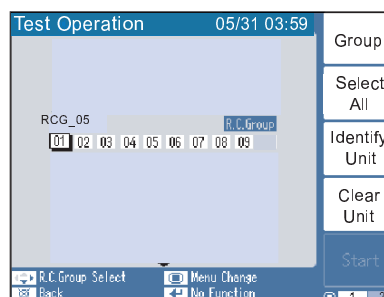 Test Operation 05/31 03:59
Group
Select
All
RCG_05
R.C.Group
01 02 03 04 05 06 07 08 09
Identify
Unit
Clear
Unit
Start
R.C.Group Select Menu Change
Back No Function
1